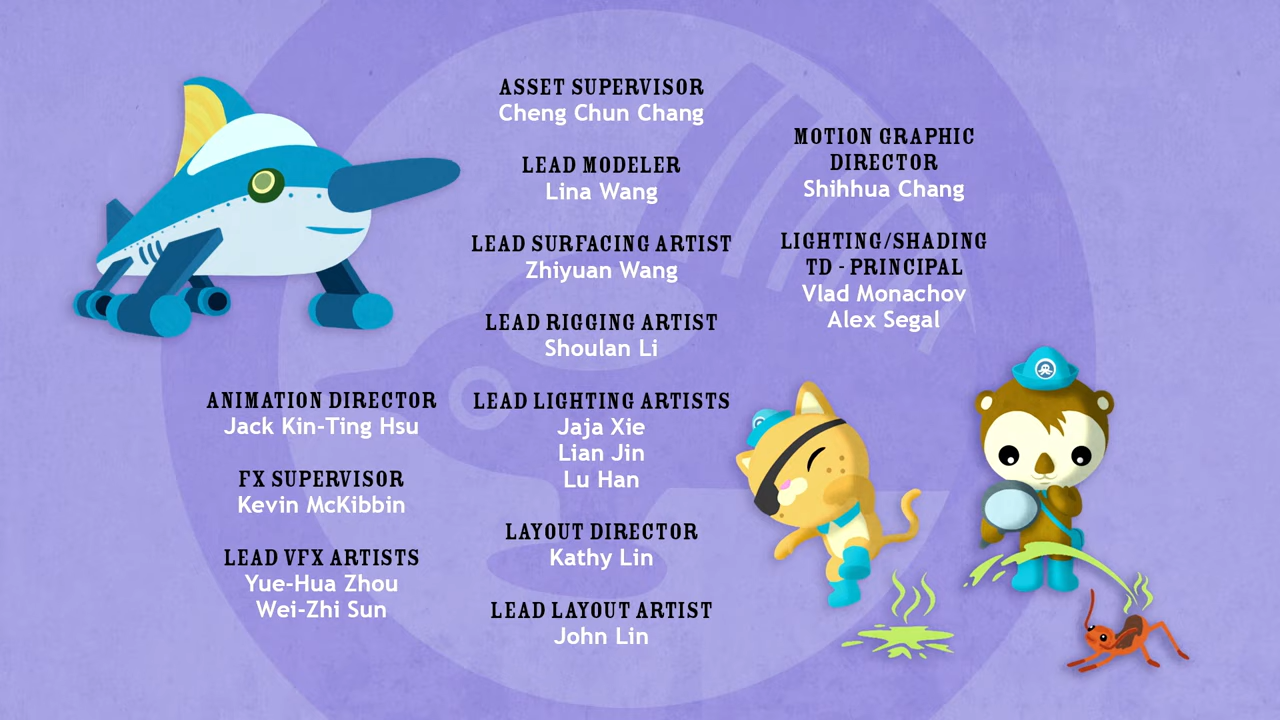 ANIMATION DIRECTOR
Jack Kin-Ting Hsu
FX SUPERVISOR
Kevin McKibbin
LEAD VFX ARTISTS
Yue-Hua Zhou
Wei-Zhi Sun
ASSET SUPERVISOR
Cheng Chun Chang
LEAD MODELER
Lina Wang
LEAD SURFACING ARTIST
Zhiyuan Wang
LEAD RIGGING ARTIST
Shoulan Li
LEAD LIGHTING ARTISTS
Jaja Xie
Lian Jin
Lu Han
LAYOUT DIRECTOR
Kathy Lin
LEAD LAYOUT ARTIST
John Lin
MOTION GRAPHIC
DIRECTOR
Shihhua Chang
LIGHTING/SHADING
TD - PRINCIPAL
Vlad Monachov
Alex Segal